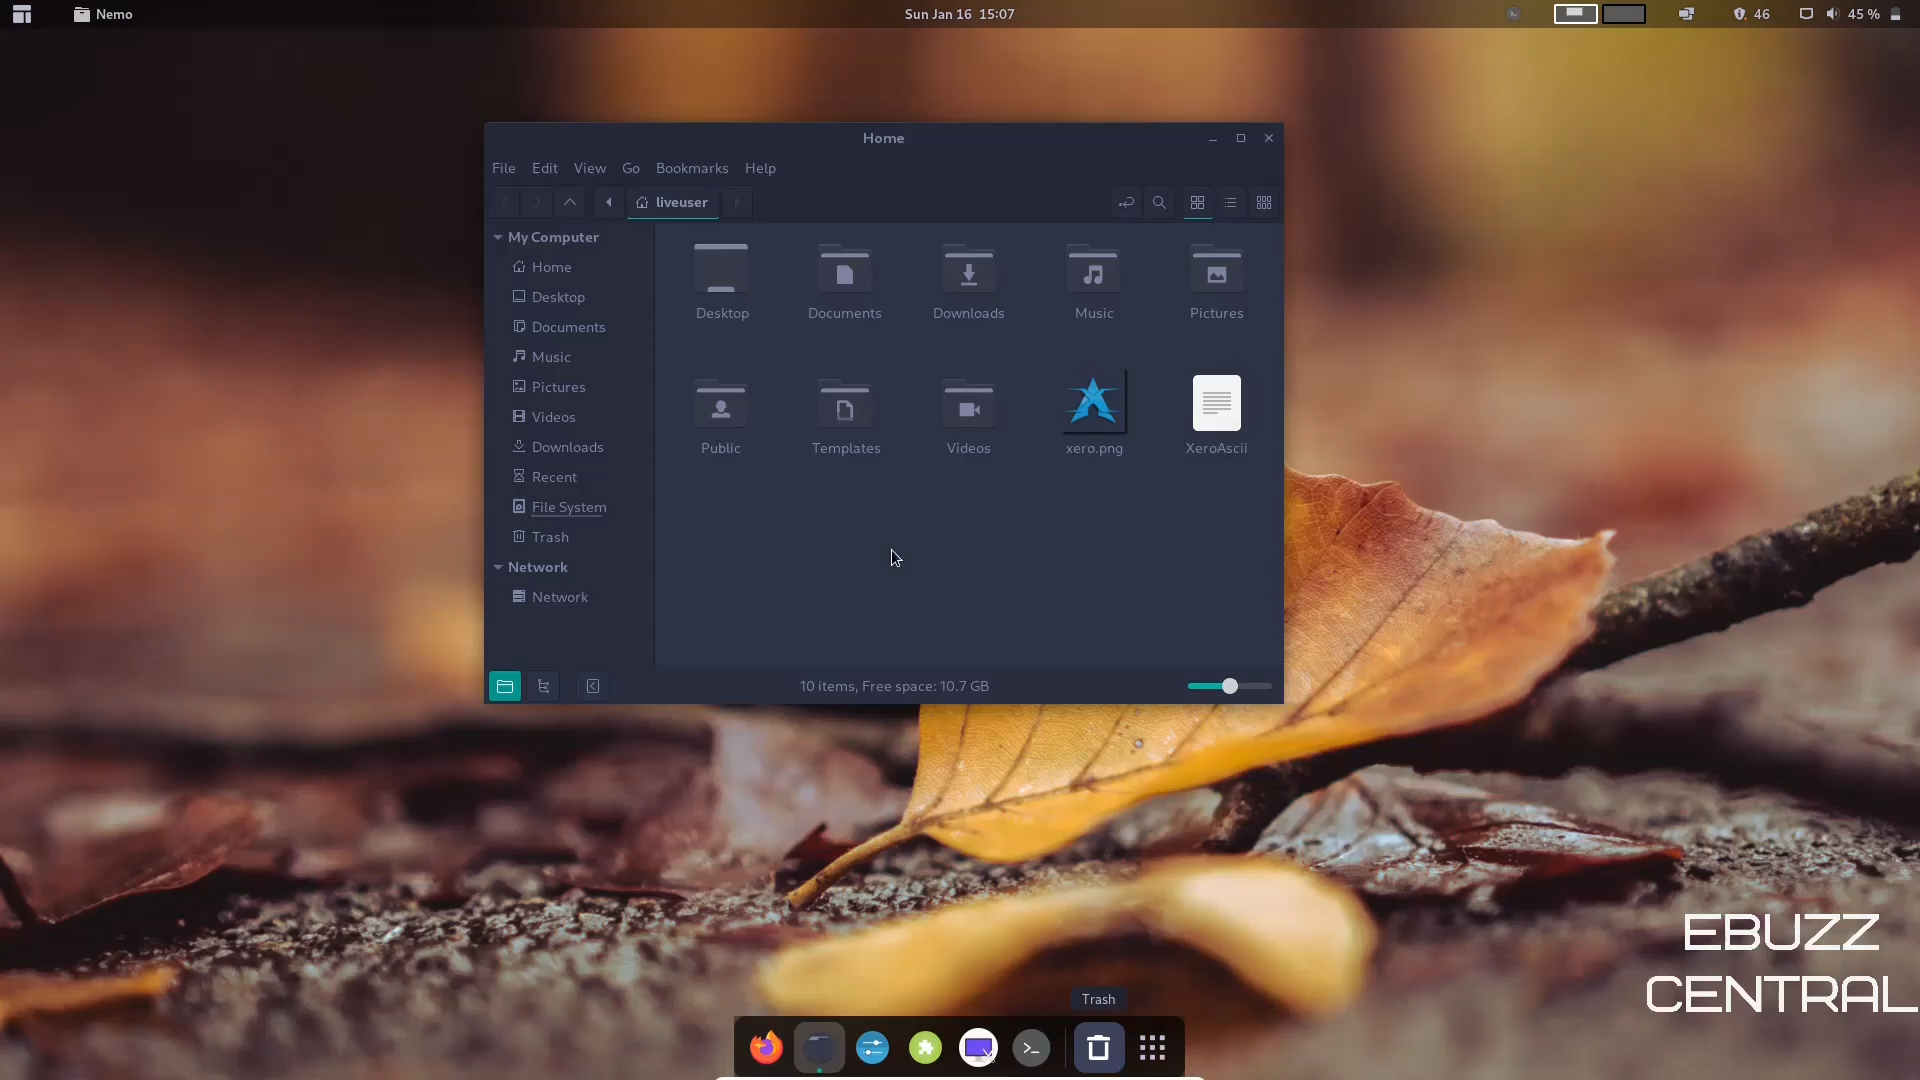 Nemo
Sun Jan 16 15:07
46
45 %
Home
File Edit View Go Bookmarks Help
liveuser
My Computer
Home
Desktop
Documents
Music
Pictures
Videos
Downloads
Recent
File System
Trash
Network
Network
Desktop Documents Downloads Music Pictures
Public Templates Videos xero.png XeroAscii
10 items, Free space: 10.7 GB
EBUZZ
CENTRAL
Trash